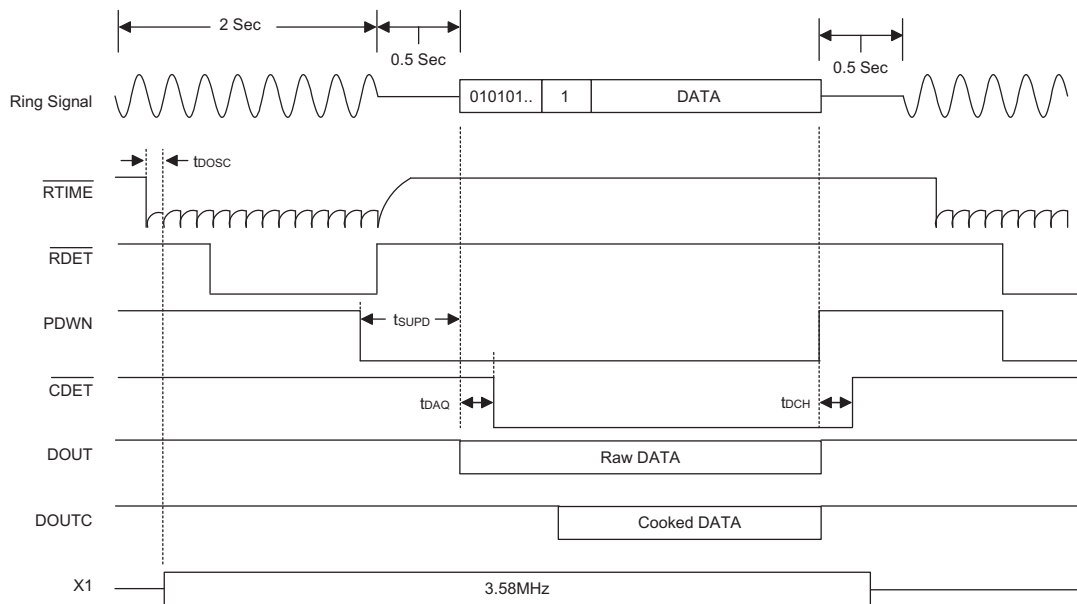 2 Sec
0.5 Sec
0.5 Sec
Ring Signal
010101.. 1 DATA
tDOSC
RTIME
RDET
PDWN
tSUPD
CDET
tDAQ
tDCH
DOUT
Raw DATA
DOUTC
Cooked DATA
X1
3.58MHz